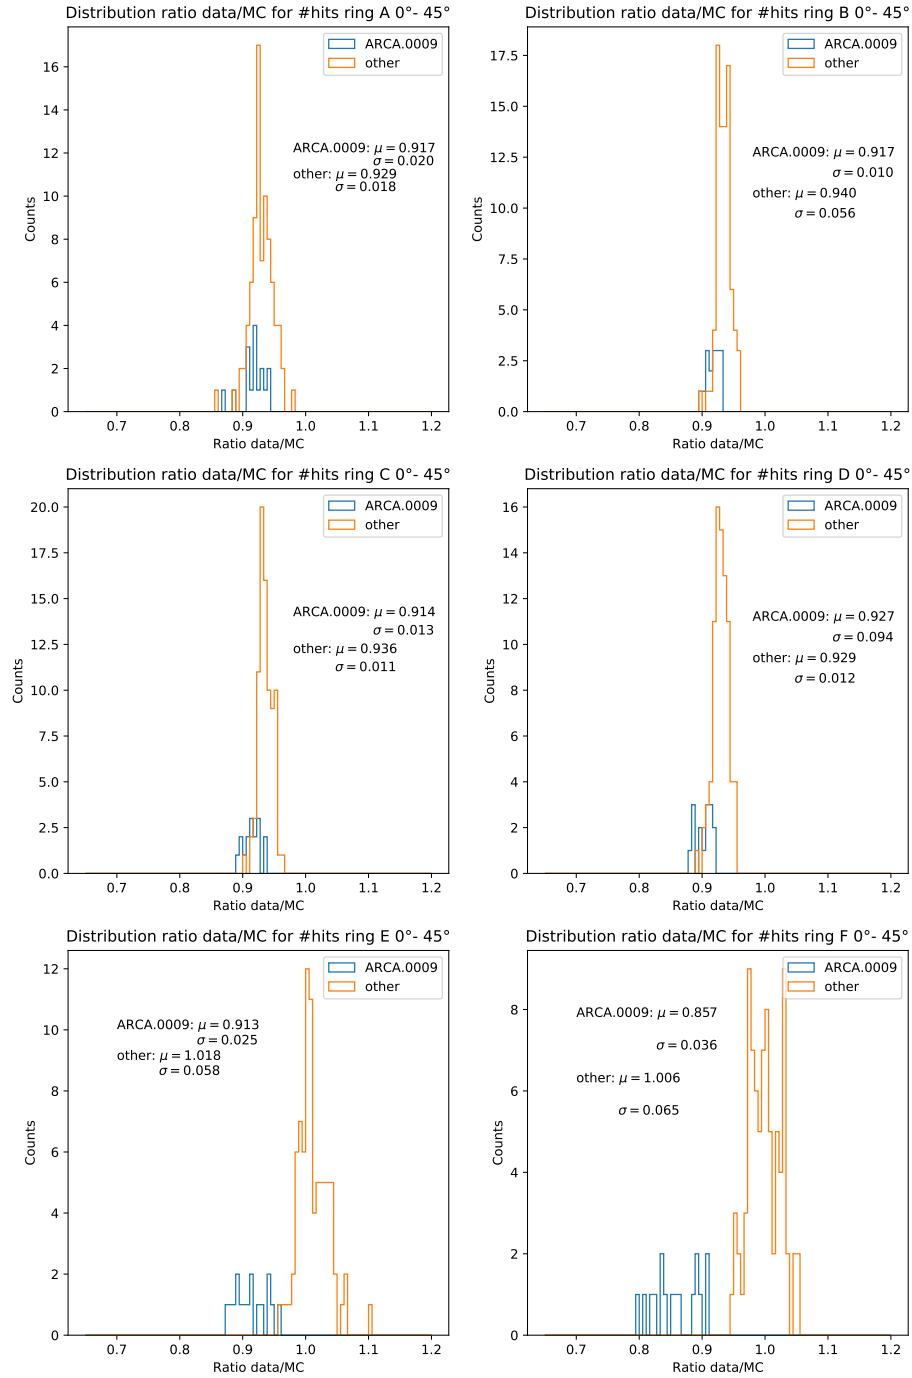 Distribution ratio data/MC for #hits ring A 0°- 45°
ARCA.0009
other
ARCA.0009: μ = 0.917
σ = 0.020
other: μ = 0.929
σ = 0.018
Counts
16
14
12
10
8
6
4
2
0
0.7 0.8 0.9 1.0 1.1 1.2
Ratio data/MC
Distribution ratio data/MC for #hits ring B 0°- 45°
ARCA.0009
other
ARCA.0009: μ = 0.917
σ = 0.010
other: μ = 0.940
σ = 0.056
Counts
17.5
15.0
12.5
10.0
7.5
5.0
2.5
0.0
0.7 0.8 0.9 1.0 1.1 1.2
Ratio data/MC
Distribution ratio data/MC for #hits ring C 0°- 45°
ARCA.0009
other
ARCA.0009: μ = 0.914
σ = 0.013
other: μ = 0.936
σ = 0.011
Counts
20.0
17.5
15.0
12.5
10.0
7.5
5.0
2.5
0.0
0.7 0.8 0.9 1.0 1.1 1.2
Ratio data/MC
Distribution ratio data/MC for #hits ring D 0°- 45°
ARCA.0009
other
ARCA.0009: μ = 0.927
σ = 0.094
other: μ = 0.929
σ = 0.012
Counts
16
14
12
10
8
6
4
2
0
0.7 0.8 0.9 1.0 1.1 1.2
Ratio data/MC
Distribution ratio data/MC for #hits ring E 0°- 45°
ARCA.0009
other
ARCA.0009: μ = 0.913
σ = 0.025
other: μ = 1.018
σ = 0.058
Counts
12
10
8
6
4
2
0
0.7 0.8 0.9 1.0 1.1 1.2
Ratio data/MC
Distribution ratio data/MC for #hits ring F 0°- 45°
ARCA.0009
other
ARCA.0009: μ = 0.857
σ = 0.036
other: μ = 1.006
σ = 0.065
Counts
8
6
4
2
0
0.7 0.8 0.9 1.0 1.1 1.2
Ratio data/MC